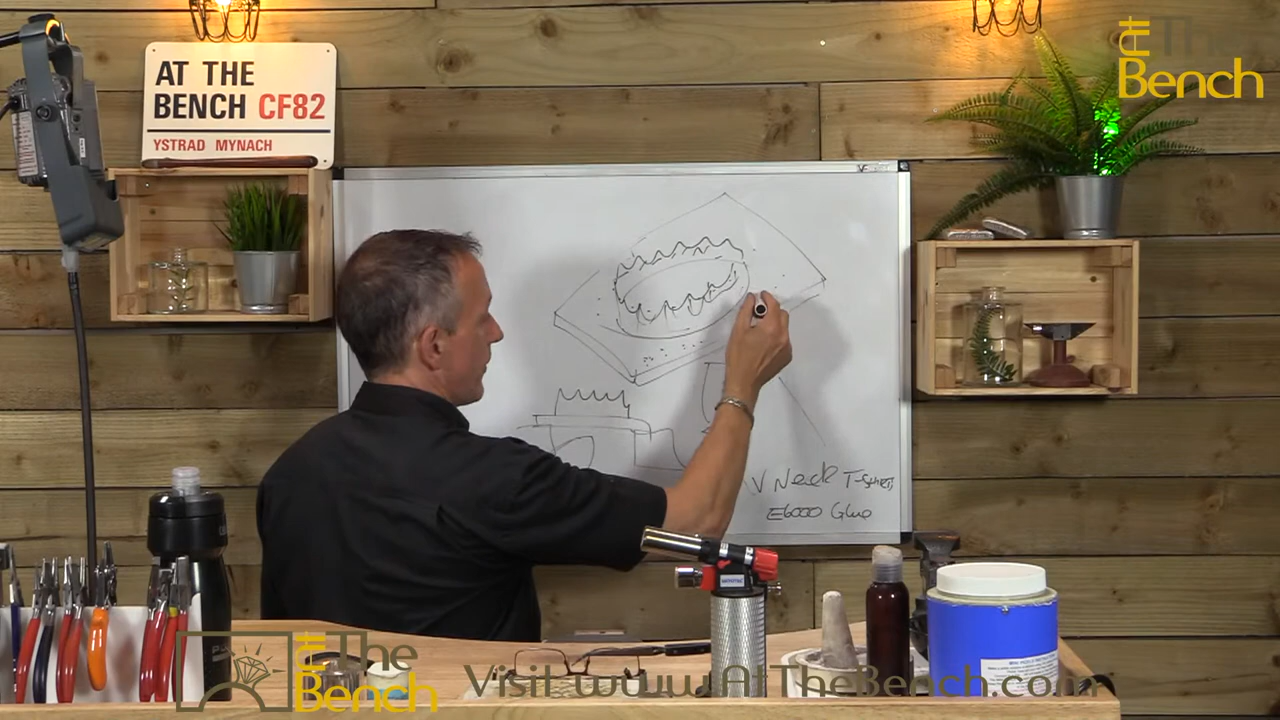 AT THE
BENCH CF82
YSTRAD MYNACH
At The
Bench
V Neck T-Shirts
E6000 Glue
At The
Bench
Visit www.AtTheBench.com